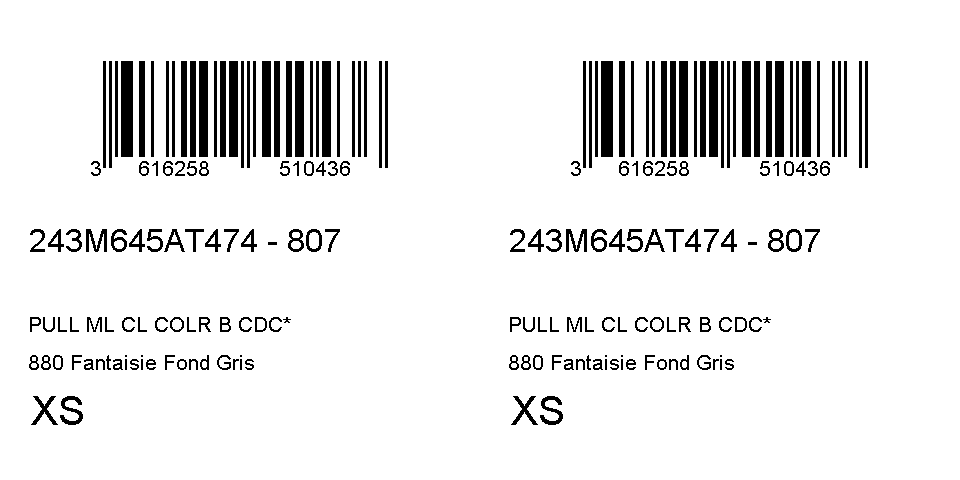 3 616258 510436
243M645AT474 - 807
PULL ML CL COLR B CDC*
880 Fantaisie Fond Gris
XS
3 616258 510436
243M645AT474 - 807
PULL ML CL COLR B CDC*
880 Fantaisie Fond Gris
XS